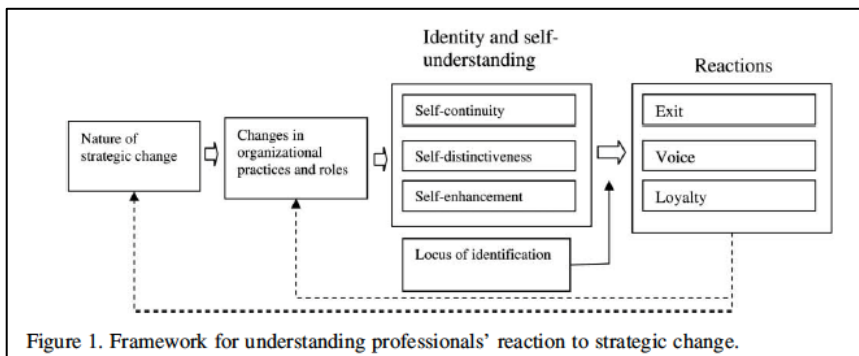 Identity and self-
understanding
Reactions
Nature of
strategic change
Changes in
organizational
practices and roles
Self-continuity
Self-distinctiveness
Self-enhancement
Exit
Voice
Loyalty
Locus of identification
Figure 1. Framework for understanding professionals' reaction to strategic change.